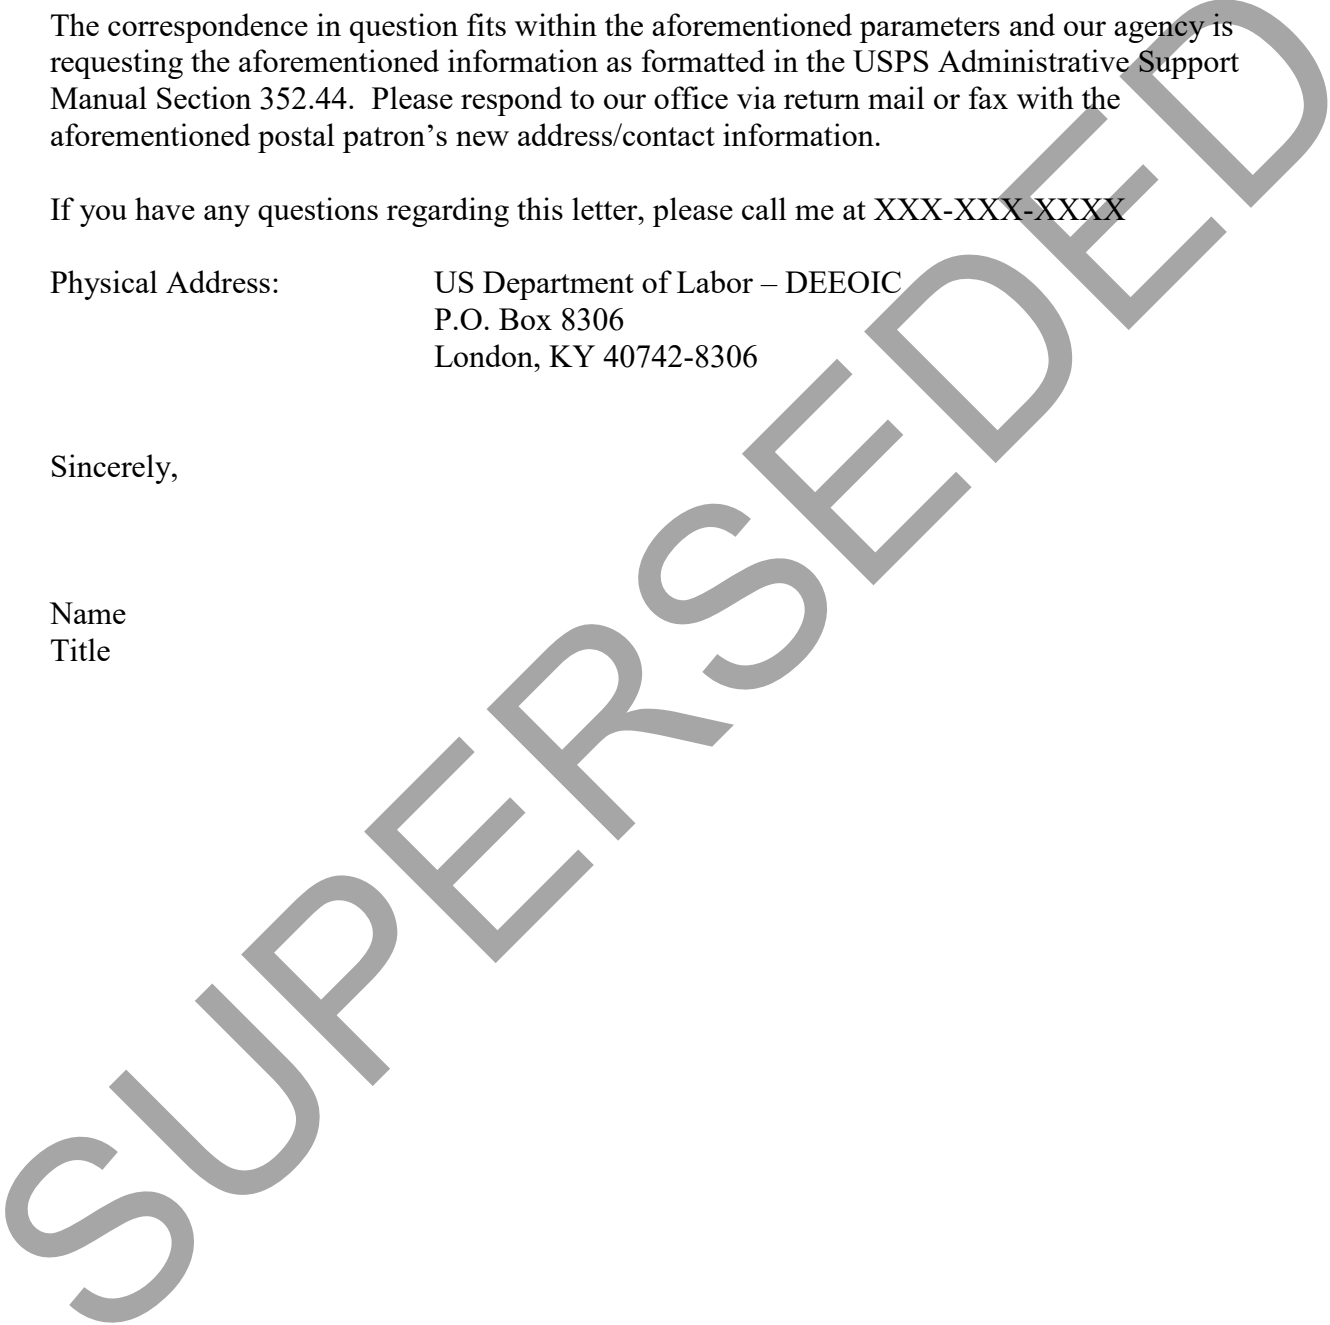 The correspondence in question fits within the aforementioned parameters and our agency is
requesting the aforementioned information as formatted in the USPS Administrative Support
Manual Section 352.44.  Please respond to our office via return mail or fax with the
aforementioned postal patron’s new address/contact information.
If you have any questions regarding this letter, please call me at XXX-XXX-XXXX
Physical Address: US Department of Labor – DEEOIC
P.O. Box 8306
London, KY 40742-8306
Sincerely,
Name
Title
SUPERSEDED